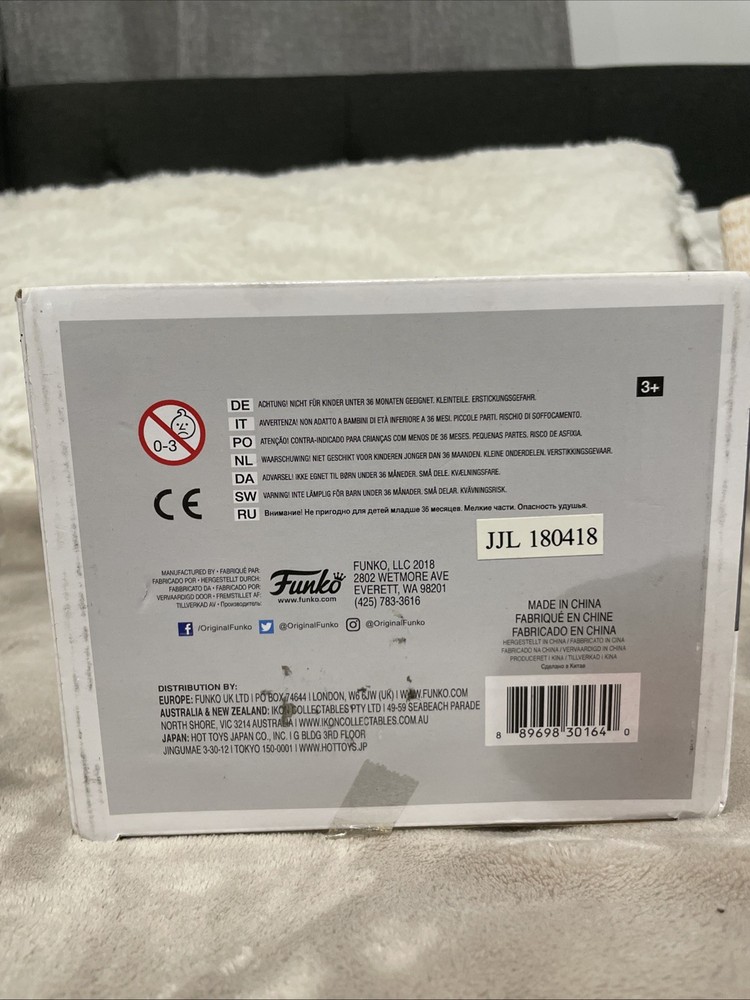 3+
0-3
DE ACHTUNG! NICHT FÜR KINDER UNTER 36 MONATEN GEEIGNET. KLEINTEILE. ERSTICKUNGSGEFAHR.
IT AVVERTENZA! NON ADATTO A BAMBINI DI ETÀ INFERIORE A 36 MESI. PICCOLE PARTI. RISCHIO DI SOFFOCAMENTO.
PO ATENÇÃO! CONTRA-INDICADO PARA CRIANÇAS COM MENOS DE 36 MESES. PEQUENAS PARTES. RISCO DE ASFIXIA.
NL WAARSCHUWING! NIET GESCHIKT VOOR KINDEREN JONGER DAN 36 MAANDEN. KLEINE ONDERDELEN. VERSTIKKINGSGEVAAR.
DA ADVARSEL! IKKE EGNET TIL BØRN UNDER 36 MÅNEDER. SMÅ DELE. KVÆLNINGSFARE.
SW VARNING! INTE LÄMPLIG FÖR BARN UNDER 36 MÅNADER. SMÅ DELAR. KVÄVNINGSRISK.
RU Внимание! Не пригодно для детей младше 36 месяцев. Мелкие части. Опасность удушья.
CE
JJL 180418
MANUFACTURED BY • FABRIQUÉ PAR:
FABRICADO POR • HERGESTELLT DURCH:
FABBRICATO DA • FABRICADO POR:
VERVAARDIGD DOOR • FREMSTILLET AF:
TILLVERKAD AV • Производитель:
Funko
www.funko.com
FUNKO, LLC 2018
2802 WETMORE AVE
EVERETT, WA 98201
(425) 783-3616
/OriginalFunko @OriginalFunko @OriginalFunko
MADE IN CHINA
FABRIQUÉ EN CHINE
FABRICADO EN CHINA
HERGESTELLT IN CHINA / FABBRICATO IN CINA
FABRICADO NA CHINA / VERVAARDIGD IN CHINA
PRODUCERET I KINA / TILLVERKAD I KINA
Сделано в Китае
DISTRIBUTION BY:
EUROPE: FUNKO UK LTD I PO BOX 74644 I LONDON, W6 6JW (UK) I WWW.FUNKO.COM
AUSTRALIA & NEW ZEALAND: IKON COLLECTABLES PTY LTD I 49-59 SEABEACH PARADE
NORTH SHORE, VIC 3214 AUSTRALIA I WWW.IKONCOLLECTABLES.COM.AU
JAPAN: HOT TOYS JAPAN CO., INC. I G BLDG 3RD FLOOR
JINGUMAE 3-30-12 I TOKYO 150-0001 I WWW.HOTTOYS.JP
8 89698 30164 0